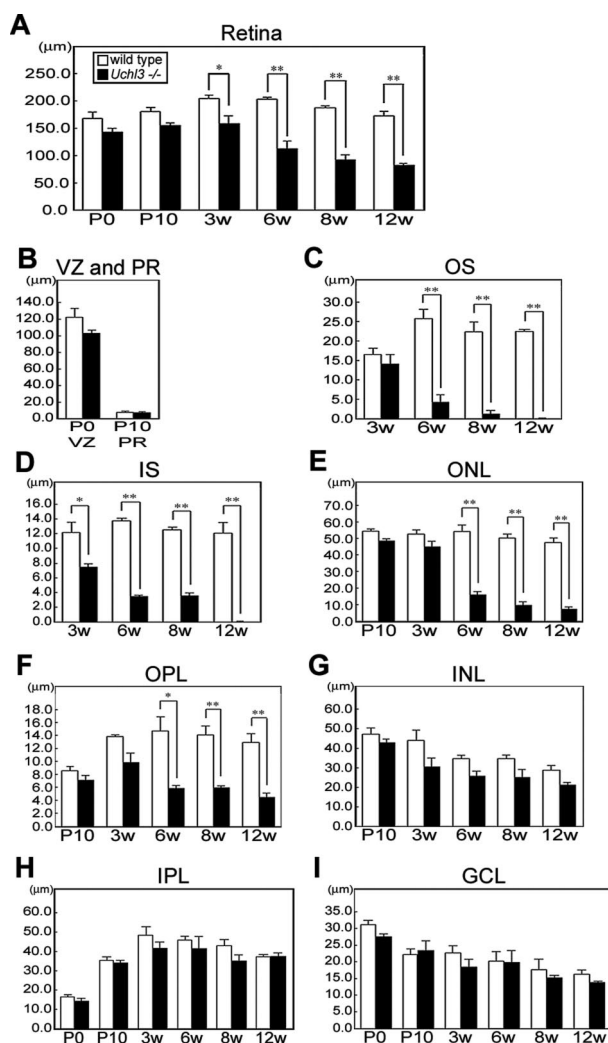 A
Retina
(µm)
wild type
Uchl3 -/-
* ** ** **
250.0
200.0
150.0
100.0
50.0
0.0
P0 P10 3w 6w 8w 12w
B
VZ and PR
(µm)
140.0
120.0
100.0
80.0
60.0
40.0
20.0
0.0
P0 P10
VZ PR
C
OS
(µm)
** ** **
30.0
25.0
20.0
15.0
10.0
5.0
0.0
3w 6w 8w 12w
D
IS
(µm)
* ** ** **
16.0
14.0
12.0
10.0
8.0
6.0
4.0
2.0
0.0
3w 6w 8w 12w
E
ONL
(µm)
** ** **
70.0
60.0
50.0
40.0
30.0
20.0
10.0
0.0
P10 3w 6w 8w 12w
F
OPL
(µm)
* ** **
18.0
16.0
14.0
12.0
10.0
8.0
6.0
4.0
2.0
0.0
P10 3w 6w 8w 12w
G
INL
(µm)
60.0
50.0
40.0
30.0
20.0
10.0
0.0
P10 3w 6w 8w 12w
H
IPL
(µm)
60.0
50.0
40.0
30.0
20.0
10.0
0.0
P0 P10 3w 6w 8w 12w
I
GCL
(µm)
35.0
30.0
25.0
20.0
15.0
10.0
5.0
0.0
P0 P10 3w 6w 8w 12w